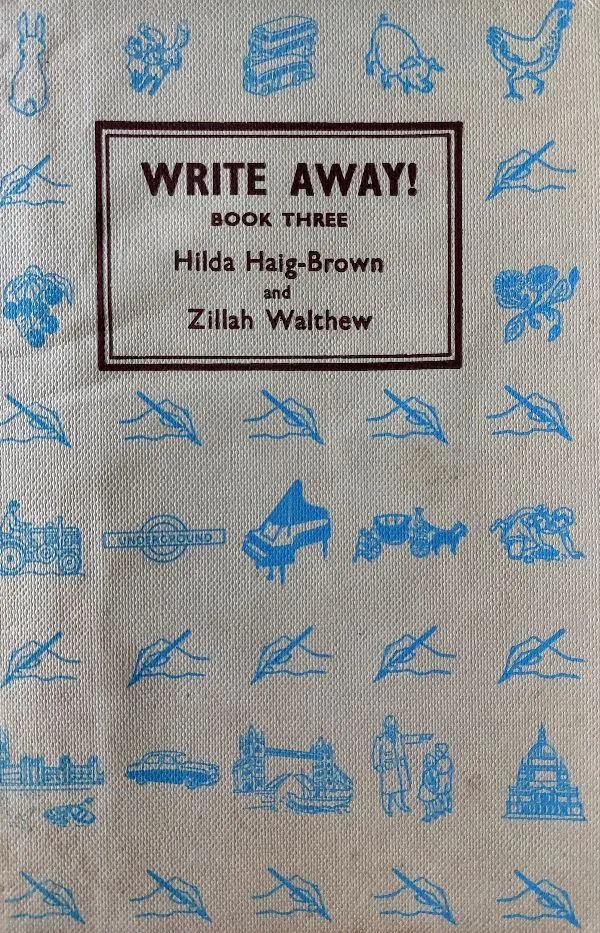 WRITE AWAY!
BOOK THREE
Hilda Haig-Brown
and
Zillah Walthew
UNDERGROUND